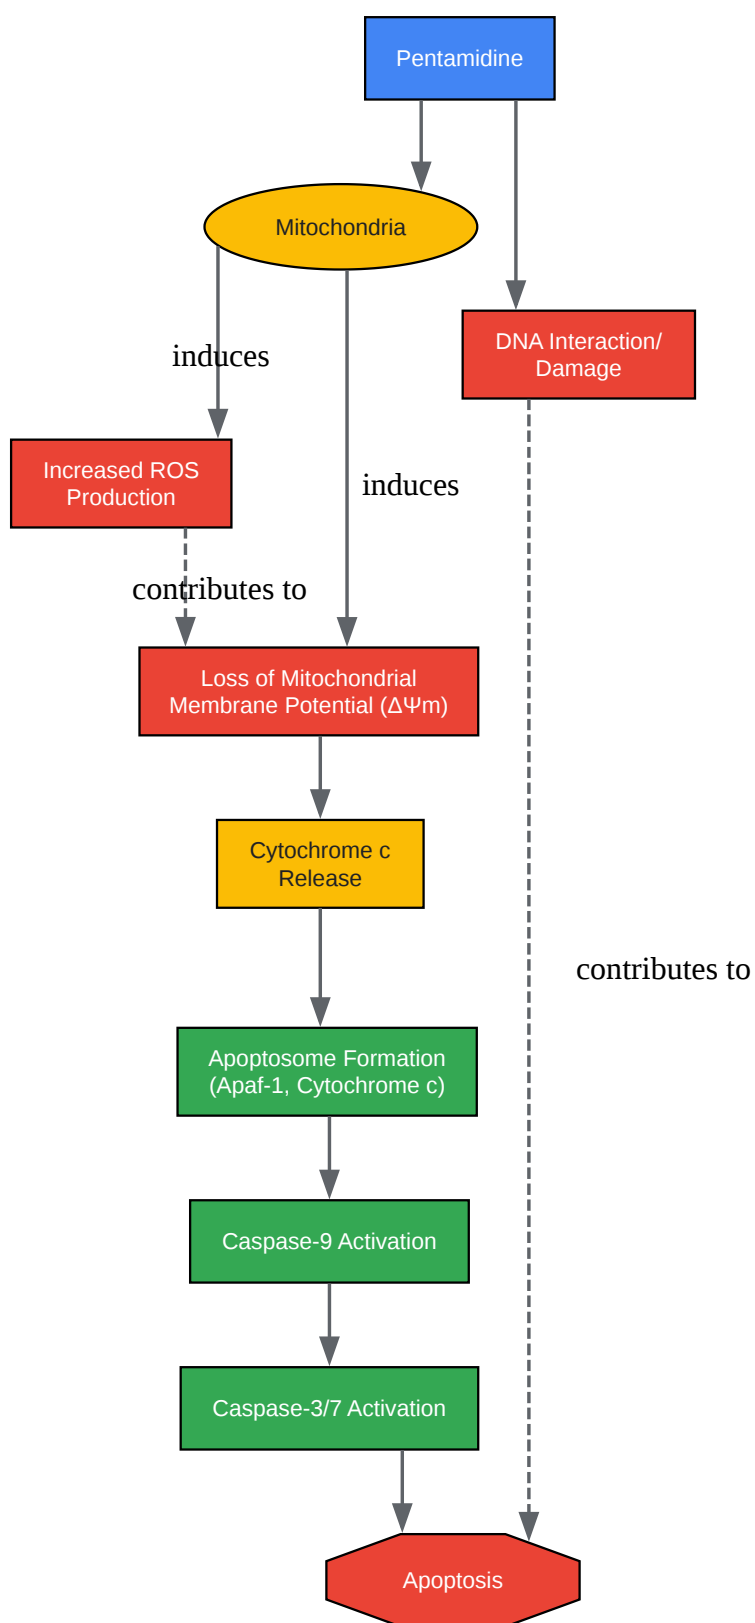 Pentamidine
Mitochondria
DNA Interaction/
Damage
induces
Increased ROS
Production
induces
contributes to
Loss of Mitochondrial
Membrane Potential (ΔΨm)
Cytochrome c
Release
contributes to
Apoptosome Formation
(Apaf-1, Cytochrome c)
Caspase-9 Activation
Caspase-3/7 Activation
Apoptosis